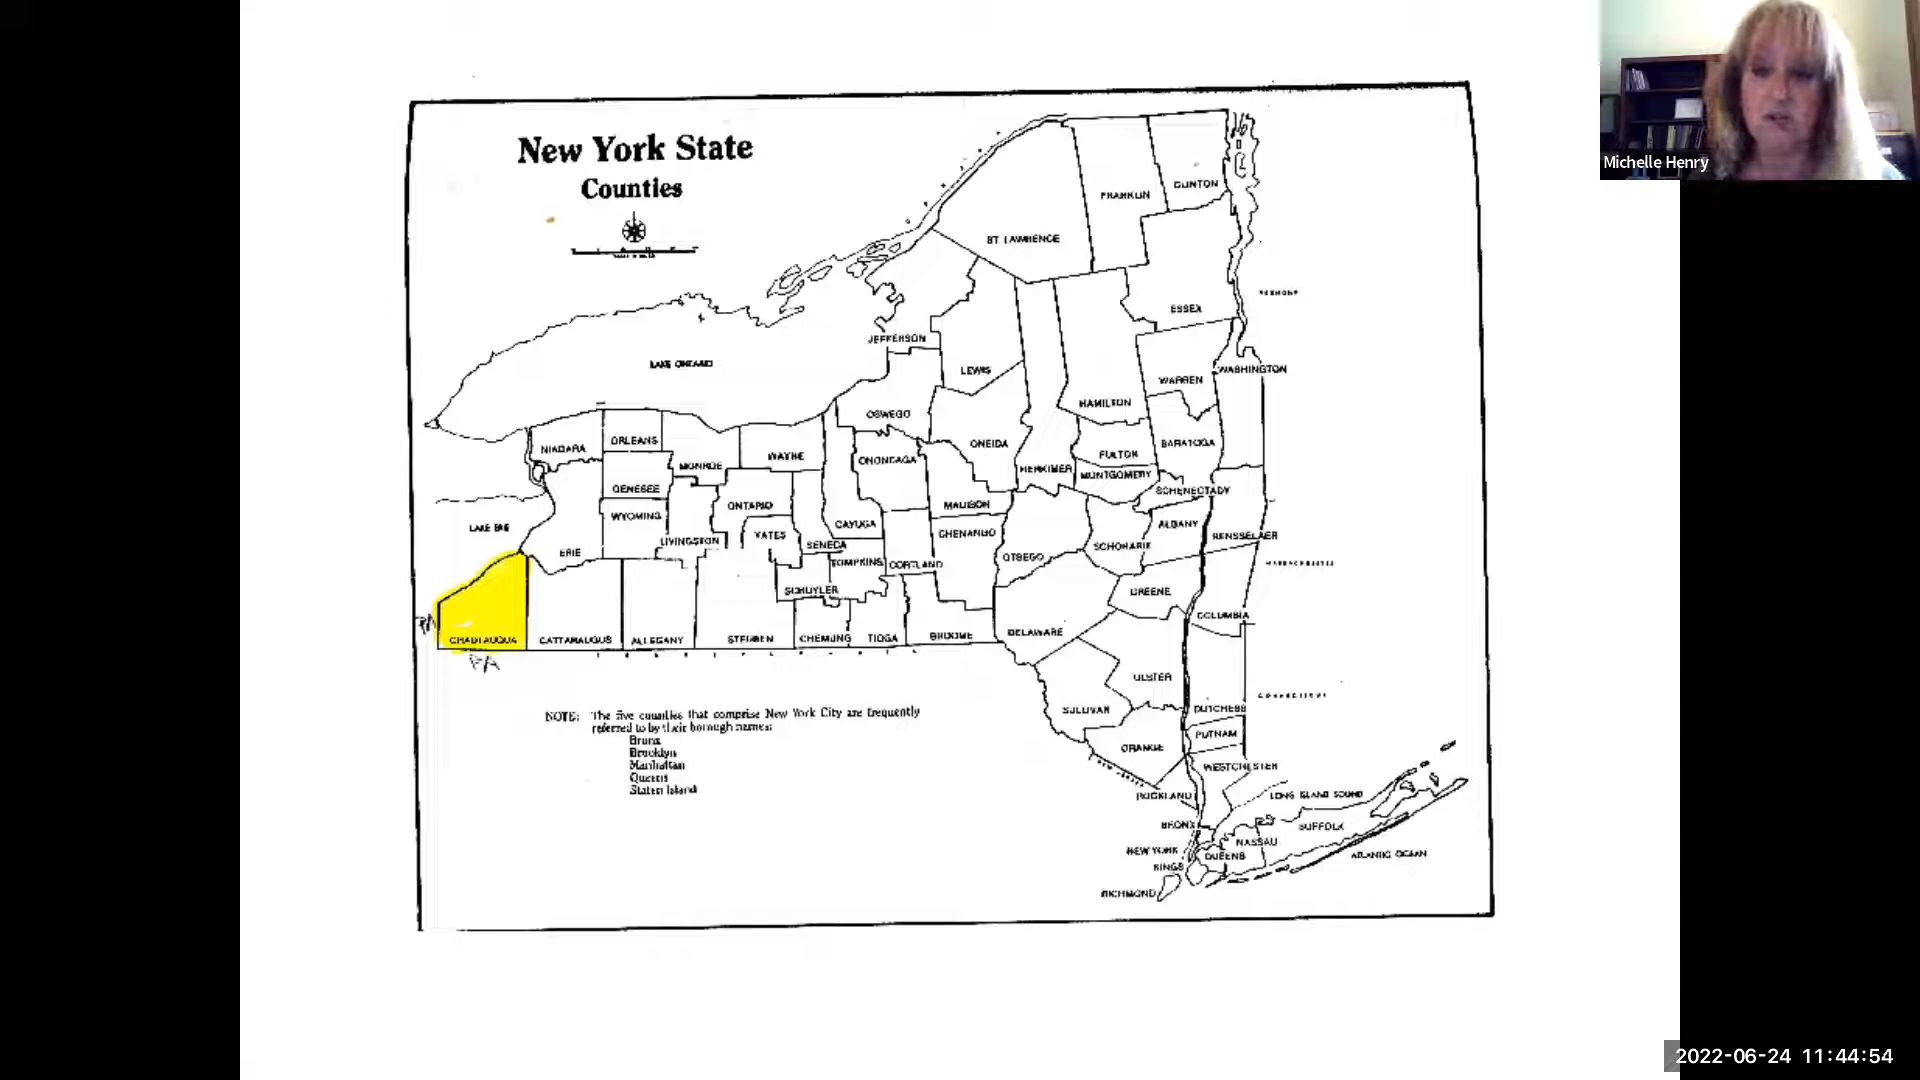 New York State
Counties
Michelle Henry
CLINTON
FRANKLIN
ST LAWRENCE
ESSEX
JEFFERSON
LAKE ONTARIO
LEWIS
WASHINGTON
WARREN
HAMILTON
OSWEGO
ONEIDA
NIAGARA
ORLEANS
MONROE
WAYNE
ONONDAGA
HERKIMER
FULTON
SARATOGA
MONTGOMERY
GENESEE
SCHENECTADY
WYOMING
ONTARIO
MADISON
CAYUGA
ALBANY
LAKE ERIE
ERIE
LIVINGSTON
YATES
SENECA
CHENANGO
OTSEGO
SCHOHARIE
RENSSELAER
TOMPKINS
CORTLAND
MASSACHUSETTS
VERMONT
SCHUYLER
GREENE
COLUMBIA
PA
CHAUTAUQUA
CATTARAUGUS
ALLEGANY
STEUBEN
CHEMUNG
TIOGA
BROOME
DELAWARE
PA
ULSTER
CONNECTICUT
SULLIVAN
DUTCHESS
NOTE: The five counties that comprise New York City are frequently
referred to by their borough names:
Bronx
Brooklyn
Manhattan
Queens
Staten Island
PUTNAM
ORANGE
WESTCHESTER
ROCKLAND
LONG ISLAND SOUND
BRONX
SUFFOLK
NASSAU
NEW YORK
QUEENS
ATLANTIC OCEAN
KINGS
RICHMOND
2022-06-24 11:44:54